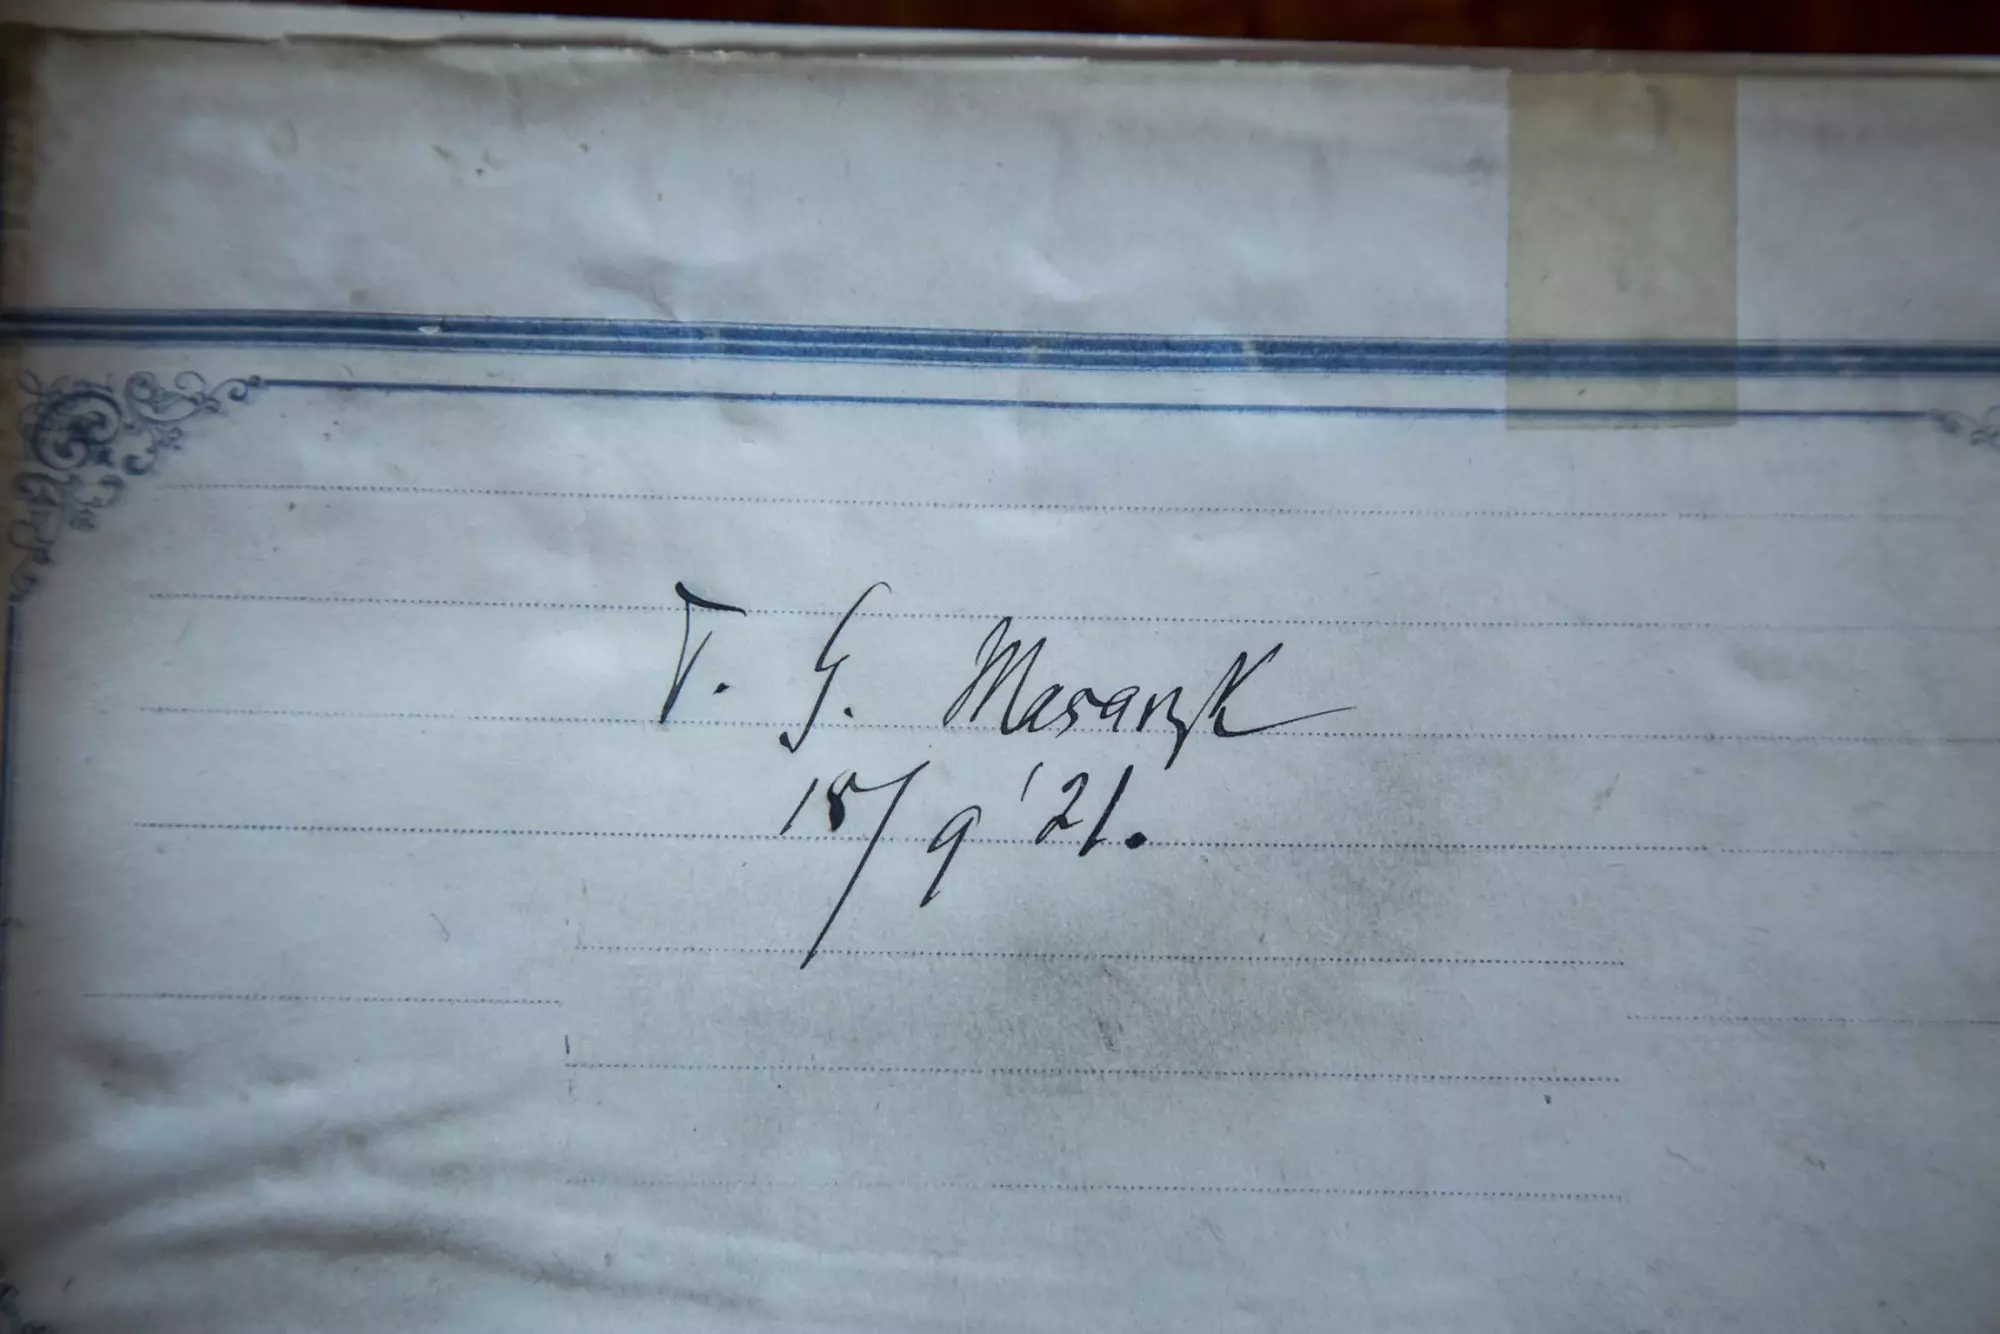 T. G. Masaryk
18/9 '21.